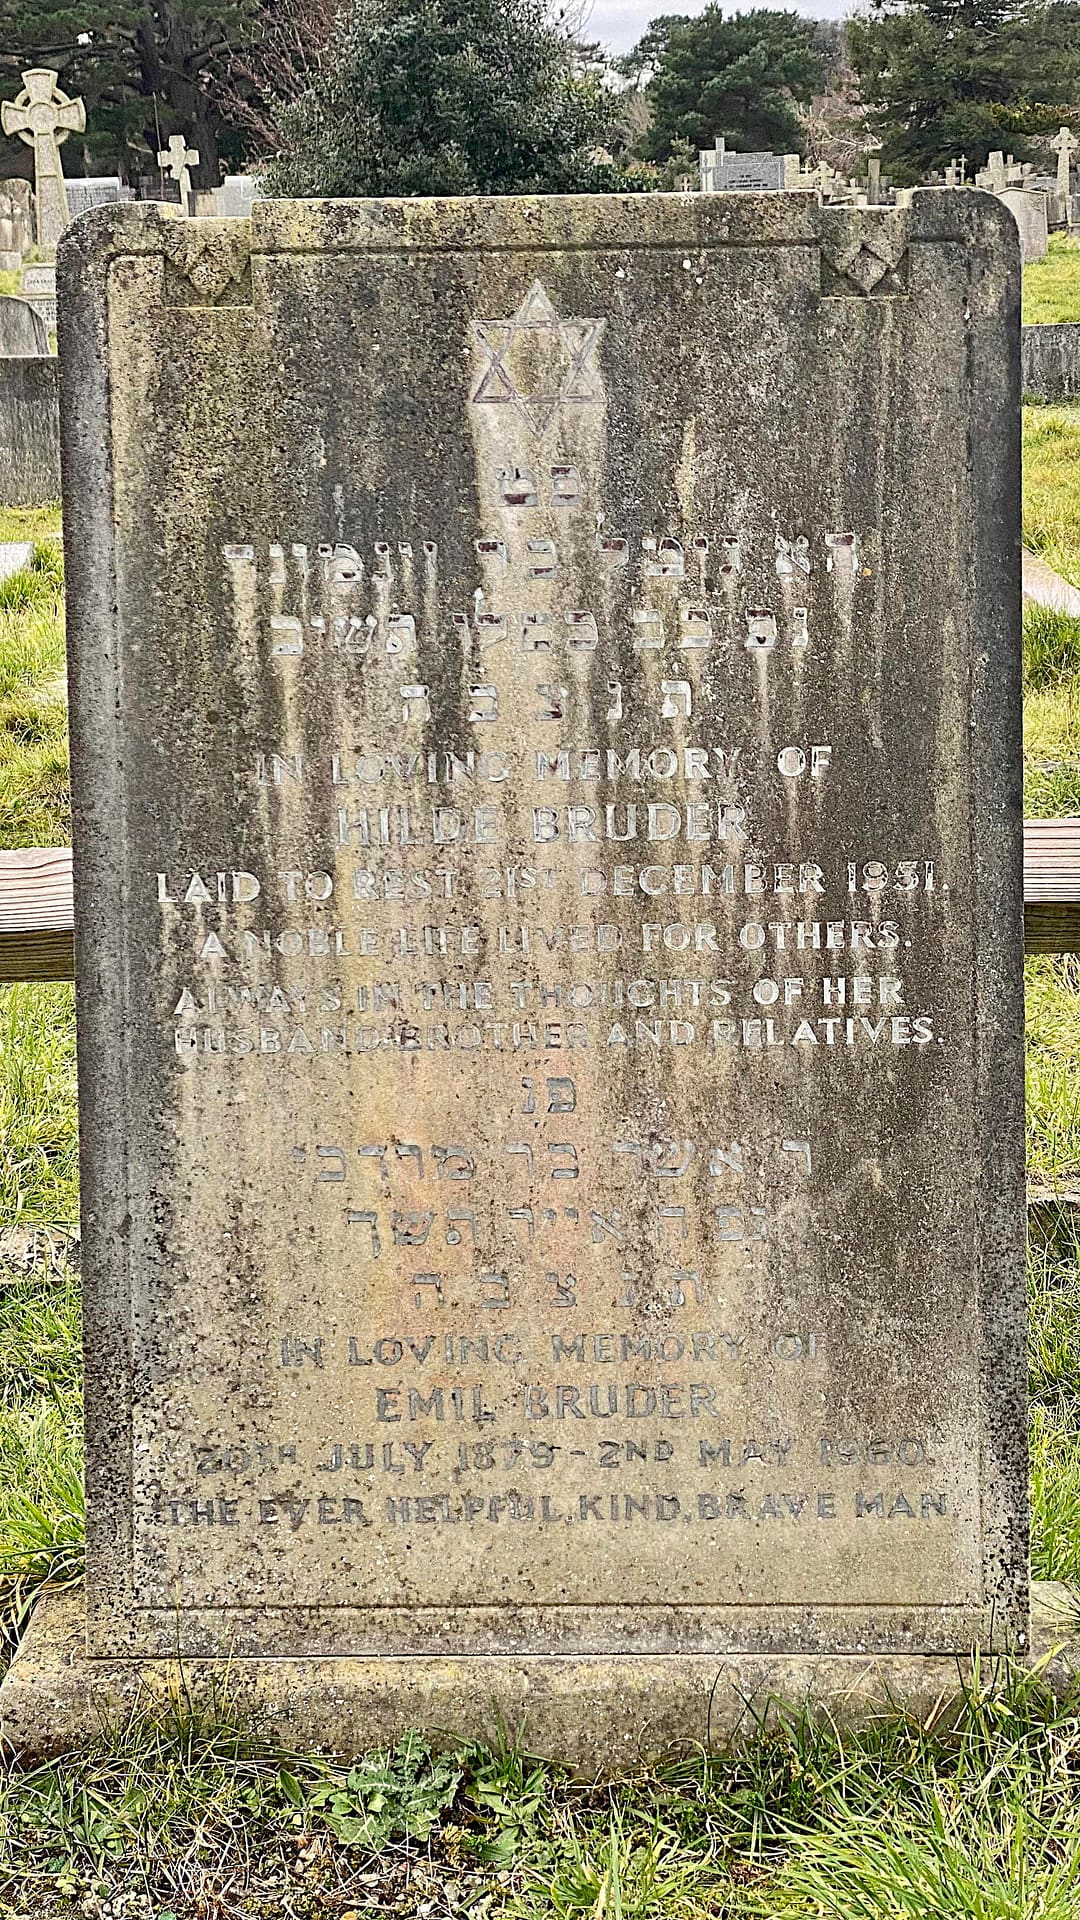 פט
הא בר
נפ כב כסלו תשיב
ת נ צ ב ה
IN LOVING MEMORY OF
HILDE BRUDER
LAID TO REST 21ST DECEMBER 1951.
A NOBLE LIFE LIVED FOR OTHERS.
ALWAYS IN THE THOUGHTS OF HER
HUSBAND, BROTHER AND RELATIVES.
פנ
ר אשר בר מרדכי
נפ ה אייר תשך
ת נ צ ב ה
IN LOVING MEMORY OF
EMIL BRUDER
20TH JULY 1879 - 2ND MAY 1960.
THE EVER HELPFUL, KIND, BRAVE MAN